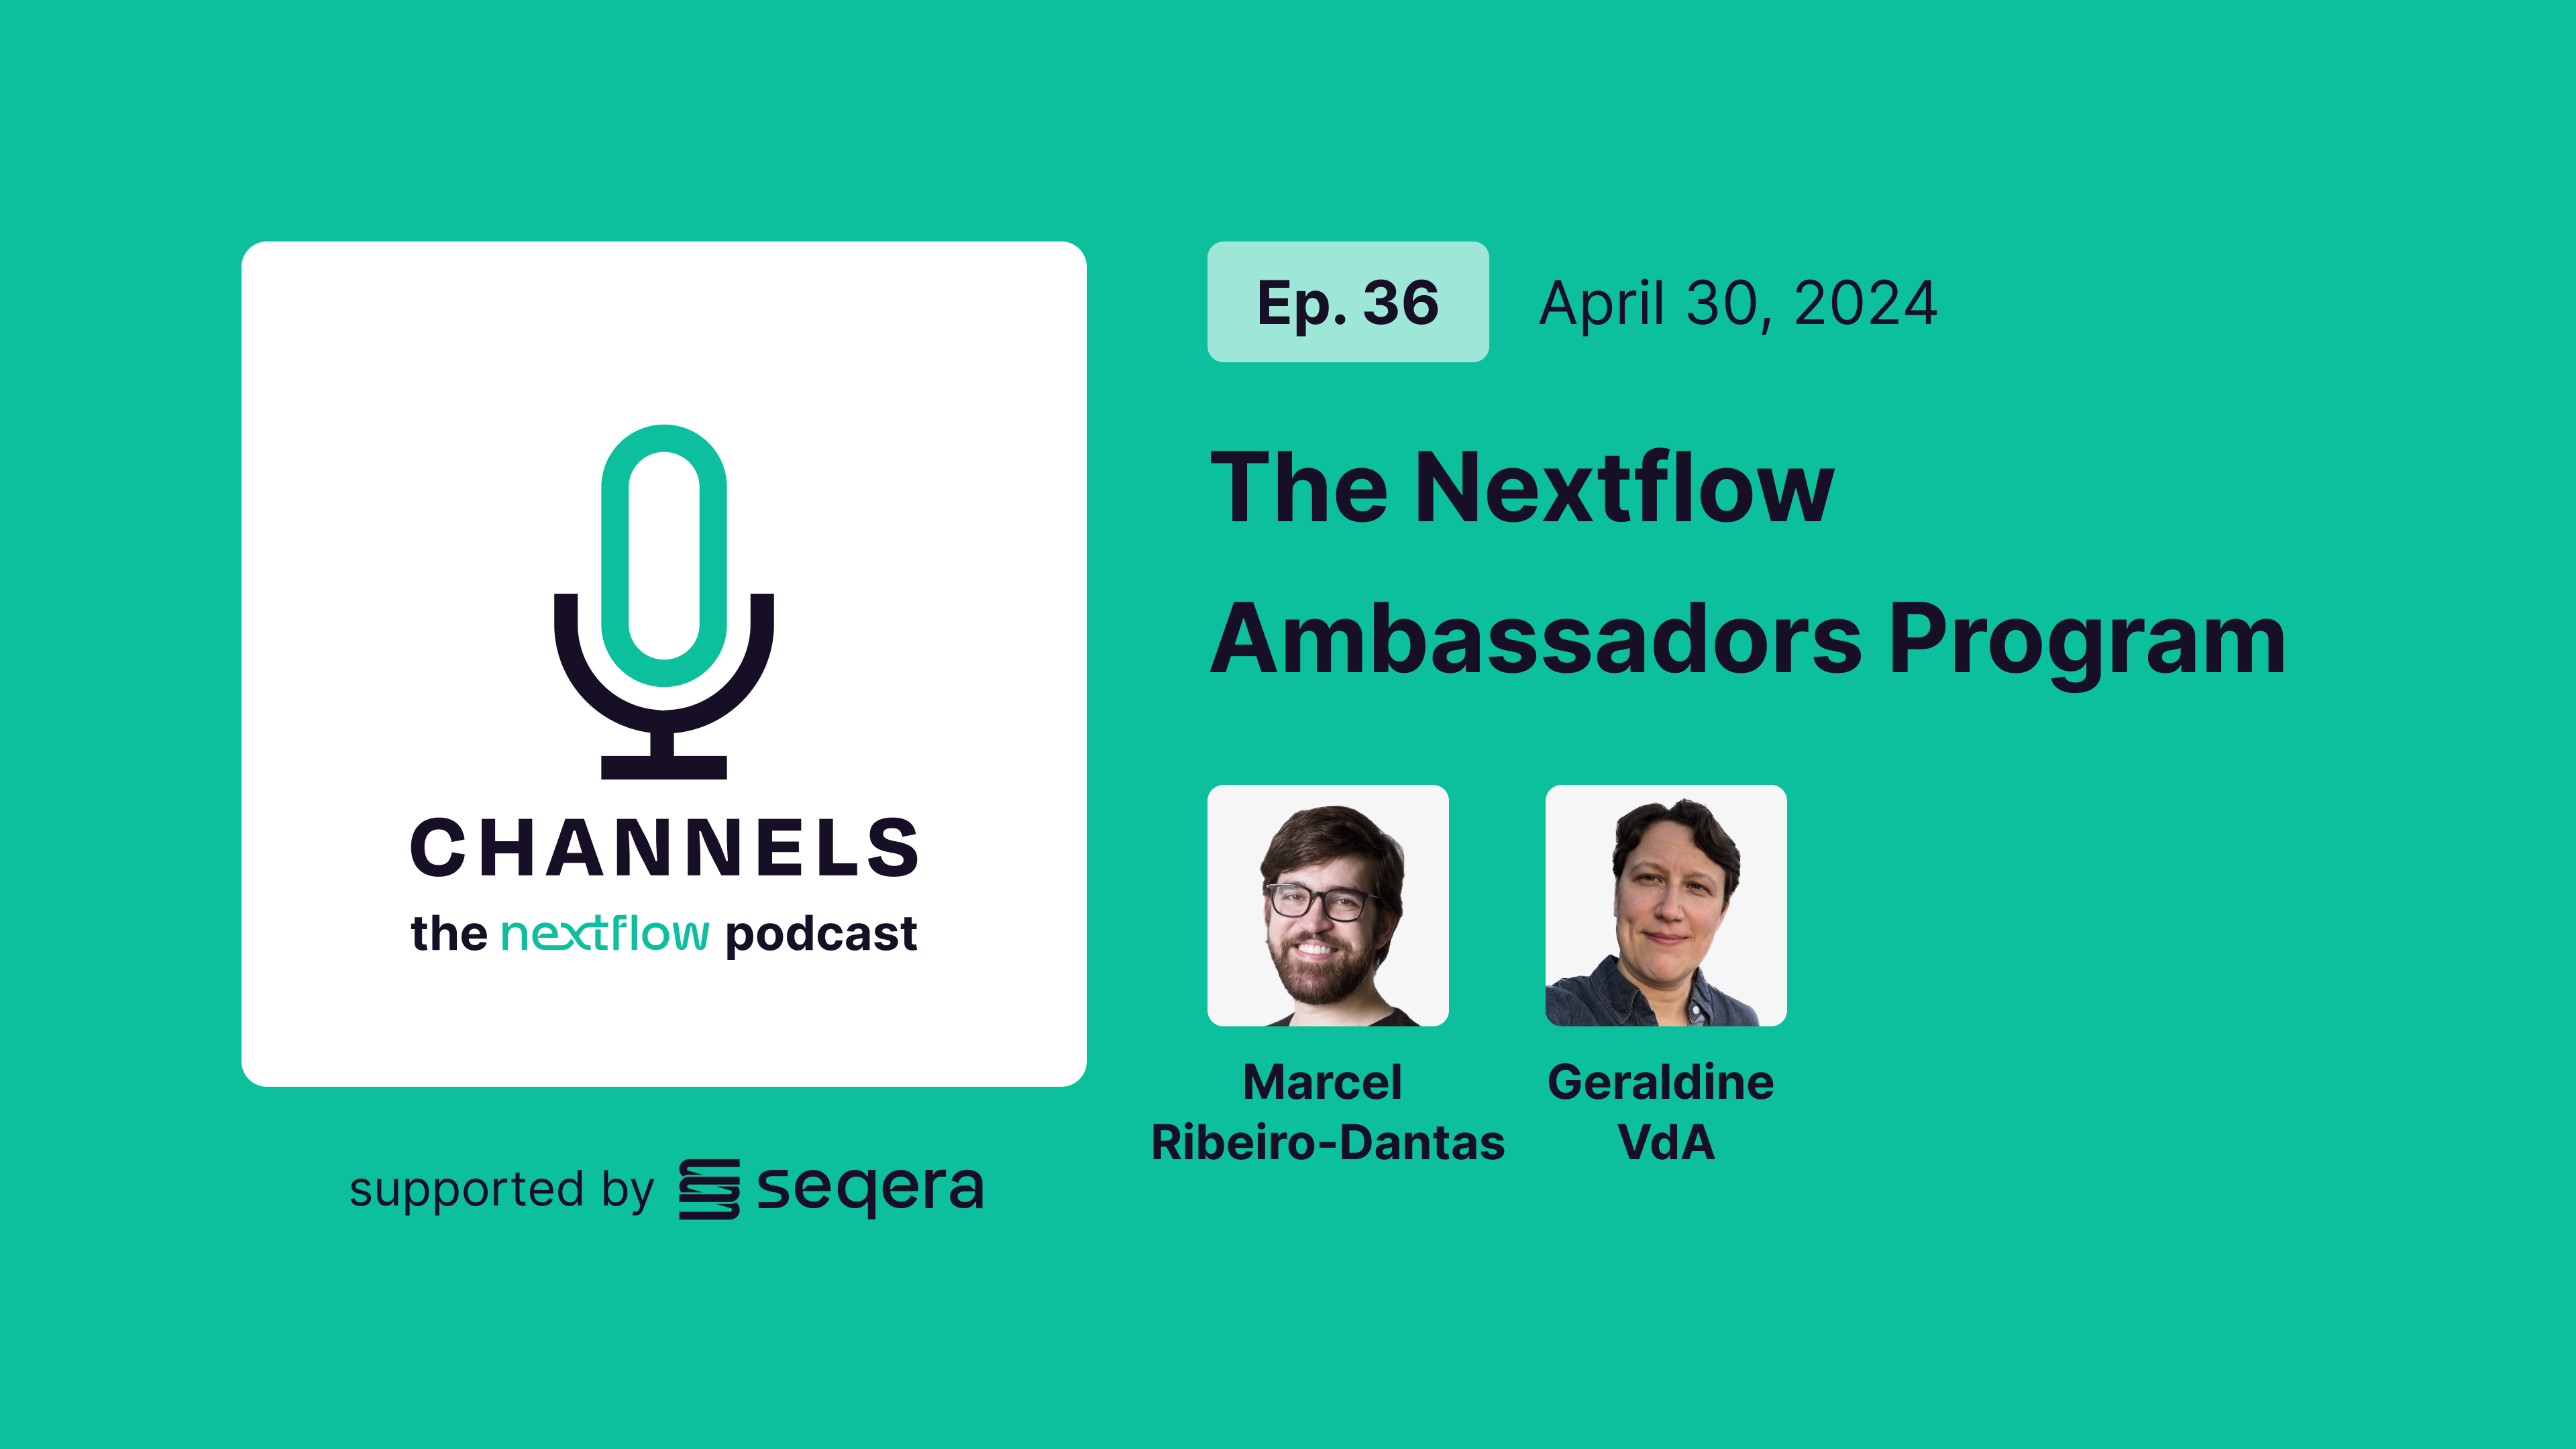 CHANNELS
the nextflow podcast
supported by seqera
Ep. 36
April 30, 2024
The Nextflow
Ambassadors Program
Marcel
Ribeiro-Dantas
Geraldine
VdA